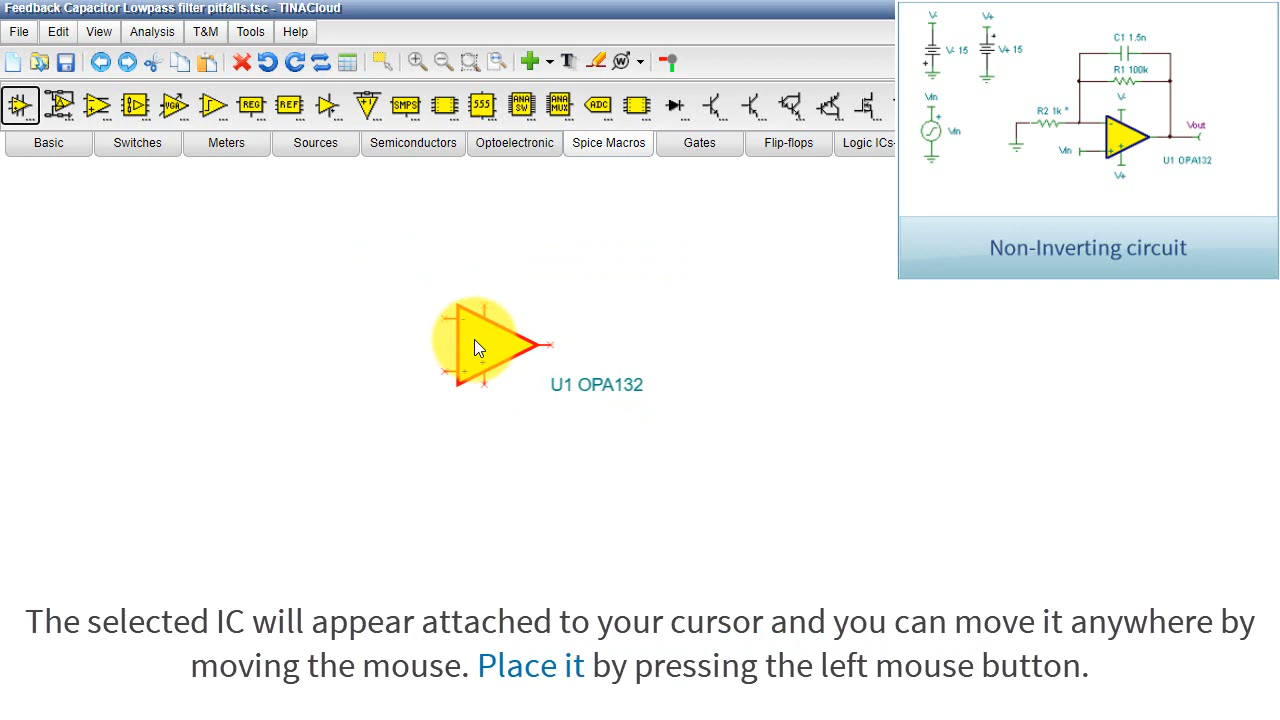 Feedback Capacitor Lowpass filter pitfalls.tsc - TINACloud
File Edit View Analysis T&M Tools Help
VGA REG REF SMPS 555 ANA SW ANA MUX ADC
Basic Switches Meters Sources Semiconductors Optoelectronic Spice Macros Gates Flip-flops Logic ICs-
V- V+
V- 15 V+ 15
C1 1.5n
R1 100k
V-
Vin
R2 1k *
Vin
Vin
Vout
U1 OPA132
V+
Non-Inverting circuit
U1 OPA132
The selected IC will appear attached to your cursor and you can move it anywhere by
moving the mouse. Place it by pressing the left mouse button.